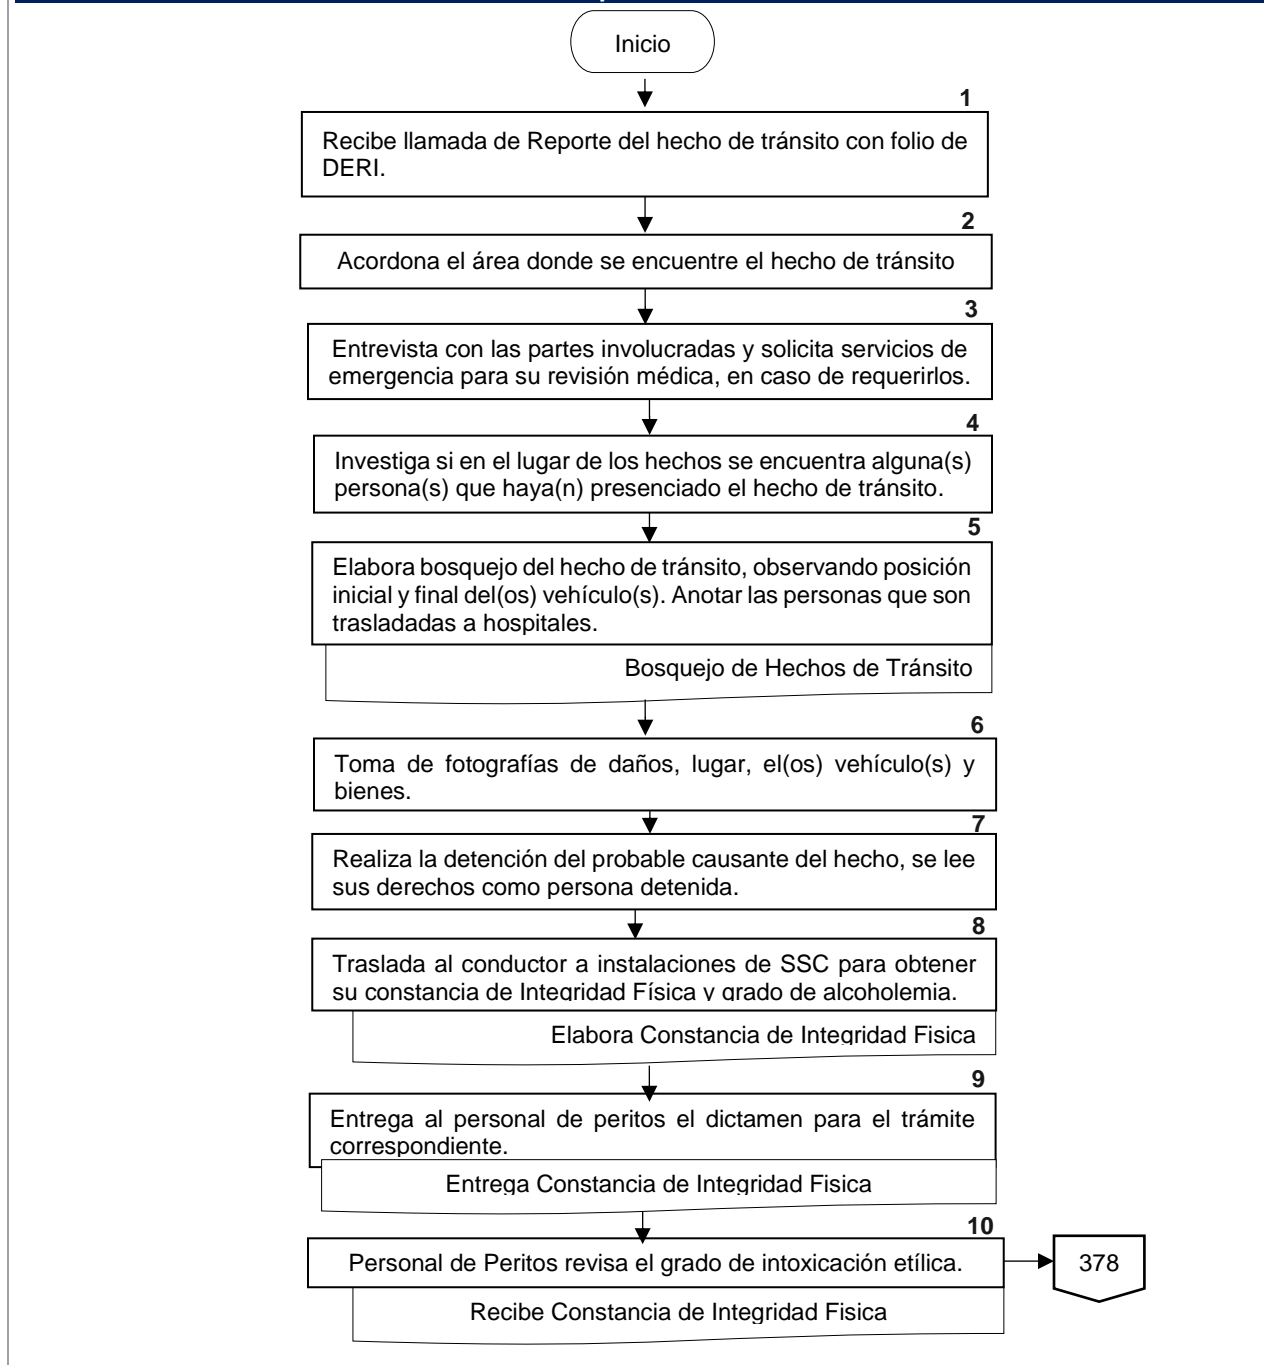 Inicio
1
Recibe llamada de Reporte del hecho de tránsito con folio de
DERI.
2
Acordona el área donde se encuentre el hecho de tránsito
3
Entrevista con las partes involucradas y solicita servicios de
emergencia para su revisión médica, en caso de requerirlos.
4
Investiga si en el lugar de los hechos se encuentra alguna(s)
persona(s) que haya(n) presenciado el hecho de tránsito.
5
Elabora bosquejo del hecho de tránsito, observando posición
inicial y final del(os) vehículo(s). Anotar las personas que son
trasladadas a hospitales.
Bosquejo de Hechos de Tránsito
6
Toma de fotografías de daños, lugar, el(os) vehículo(s) y
bienes.
7
Realiza la detención del probable causante del hecho, se lee
sus derechos como persona detenida.
8
Traslada al conductor a instalaciones de SSC para obtener
su constancia de Integridad Física y grado de alcoholemia.
Elabora Constancia de Integridad Fisica
9
Entrega al personal de peritos el dictamen para el trámite
correspondiente.
Entrega Constancia de Integridad Fisica
10
Personal de Peritos revisa el grado de intoxicación etílica.
378
Recibe Constancia de Integridad Fisica